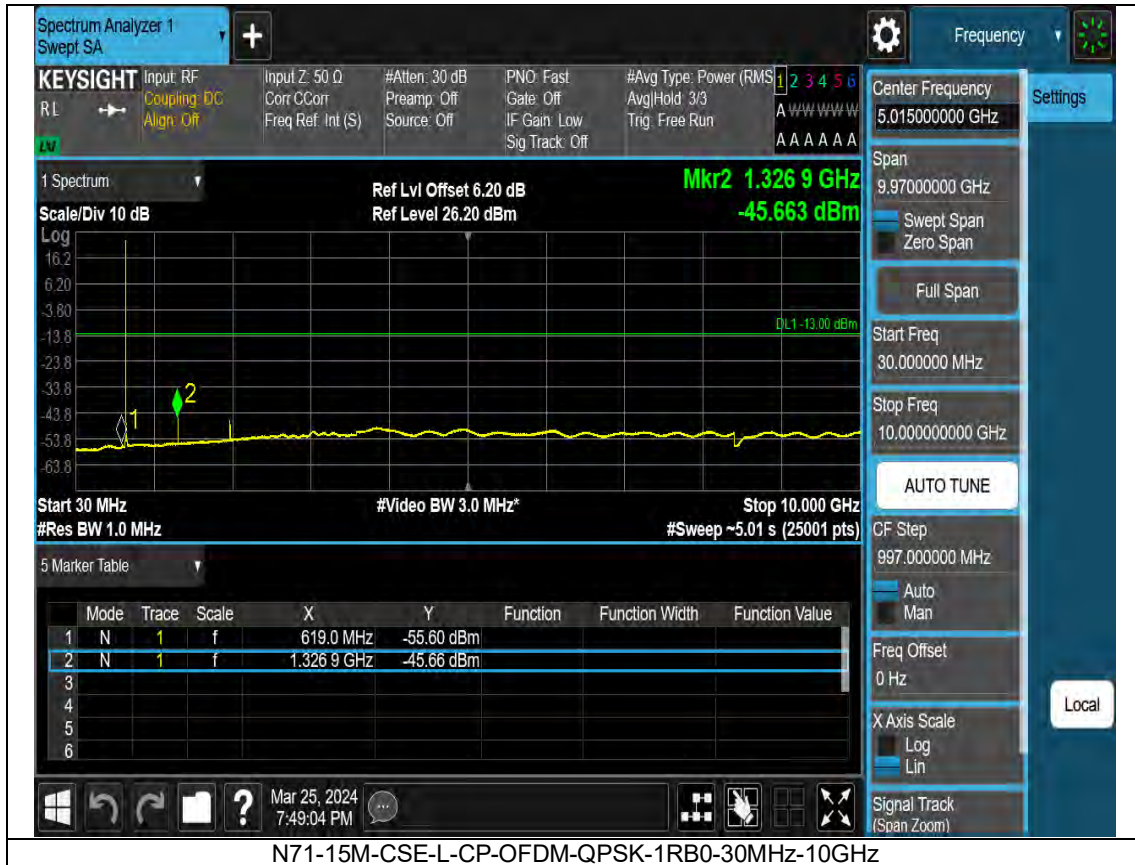 Spectrum Analyzer 1
Swept SA
+
Frequency
KEYSIGHT
RL
LXI
Input: RF
Coupling: DC
Align: Off
Input Z: 50 Ω
Corr CCorr
Freq Ref: Int (S)
#Atten: 30 dB
Preamp: Off
Source: Off
PNO: Fast
Gate: Off
IF Gain: Low
Sig Track: Off
#Avg Type: Power (RMS
Avg|Hold: 3/3
Trig: Free Run
1 2 3 4 5 6
A W W W W W
A A A A A A
1 Spectrum
Scale/Div 10 dB
Ref Lvl Offset 6.20 dB
Ref Level 26.20 dBm
Mkr2 1.326 9 GHz
-45.663 dBm
Log
16.2
6.20
-3.80
-13.8
-23.8
-33.8
-43.8
-53.8
-63.8
DL1 -13.00 dBm
1
2
Start 30 MHz
#Video BW 3.0 MHz*
Stop 10.000 GHz
#Res BW 1.0 MHz
#Sweep ~5.01 s (25001 pts)
5 Marker Table
Mode Trace Scale X Y Function Function Width Function Value
1 N 1 f 619.0 MHz -55.60 dBm
2 N 1 f 1.326 9 GHz -45.66 dBm
3
4
5
6
Mar 25, 2024
7:49:04 PM
?
Center Frequency
5.015000000 GHz
Settings
Span
9.97000000 GHz
Swept Span
Zero Span
Full Span
Start Freq
30.000000 MHz
Stop Freq
10.000000000 GHz
AUTO TUNE
CF Step
997.000000 MHz
Auto
Man
Freq Offset
0 Hz
X Axis Scale
Log
Lin
Signal Track
(Span Zoom)
Local
N71-15M-CSE-L-CP-OFDM-QPSK-1RB0-30MHz-10GHz